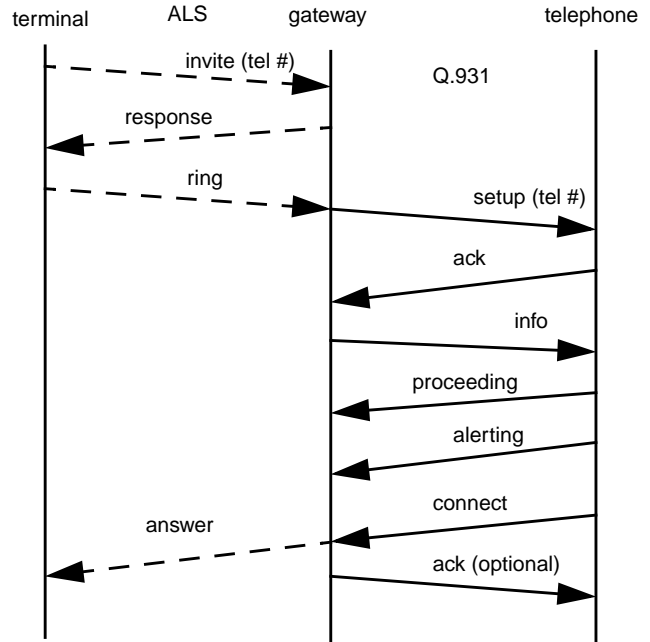 terminal
ALS
gateway
telephone
invite (tel #)
Q.931
response
ring
setup (tel #)
ack
info
proceeding
alerting
connect
answer
ack (optional)